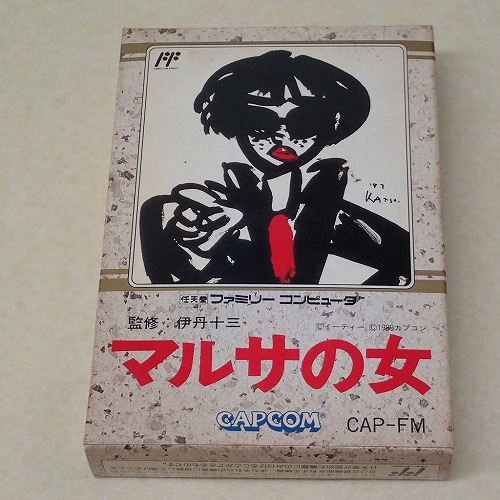 '87
KATSU.
任天堂 ファミリー コンピュータ
監修：伊丹十三
©イーティー ©1989カプコン
マルサの女
CAPCOM®
CAP-FM